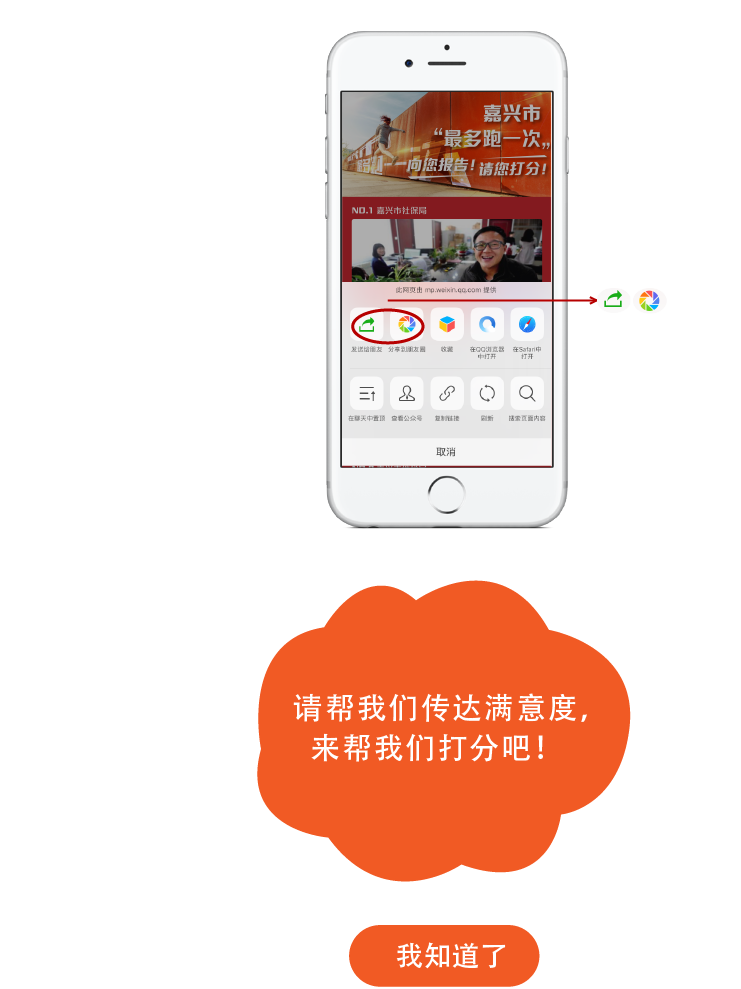 嘉兴市
“最多跑一次”
一向您报告！请您打分！
NO.1 嘉兴市社保局
此网页由 mp.weixin.qq.com 提供
发送给朋友 分享到朋友圈 收藏 在QQ浏览器中打开 在Safari中打开
在聊天中置顶 查看公众号 复制链接 刷新 搜索页面内容
取消
请帮我们传达满意度，
来帮我们打分吧！
我知道了